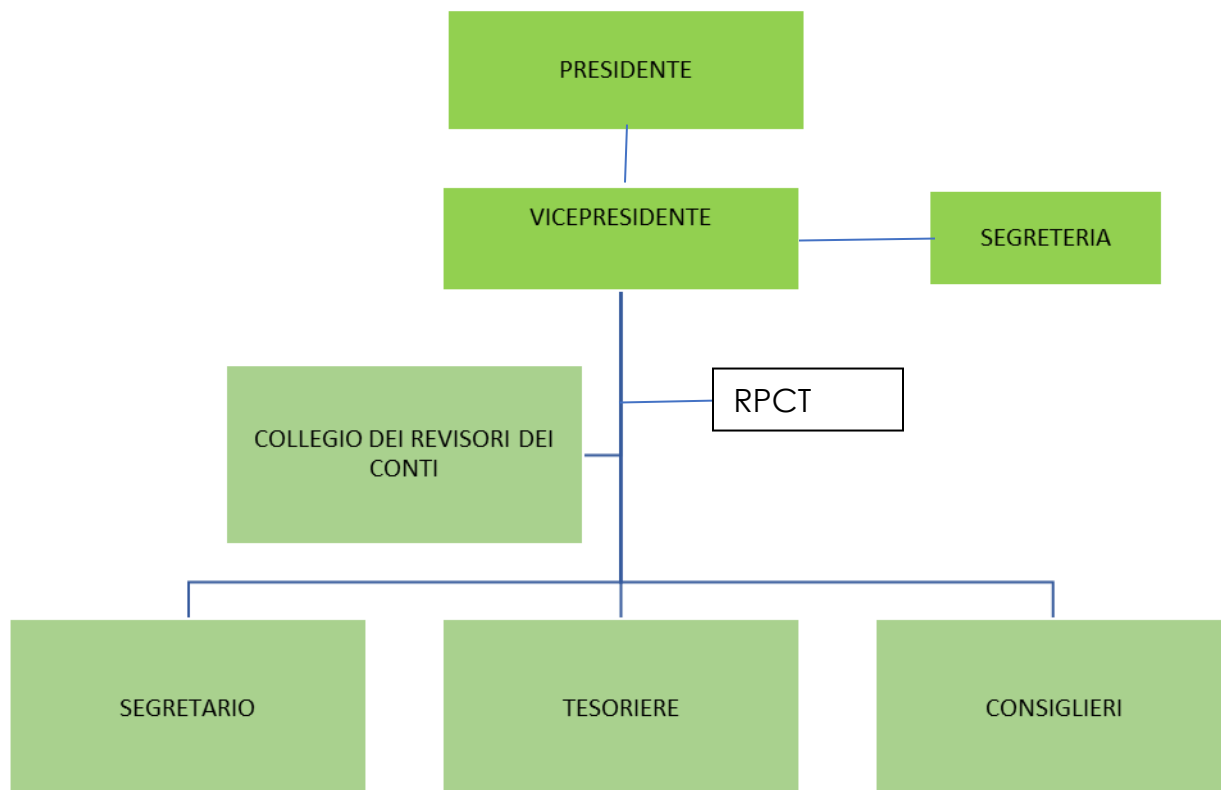 PRESIDENTE
VICEPRESIDENTE
SEGRETERIA
RPCT
COLLEGIO DEI REVISORI DEI
CONTI
SEGRETARIO
TESORIERE
CONSIGLIERI